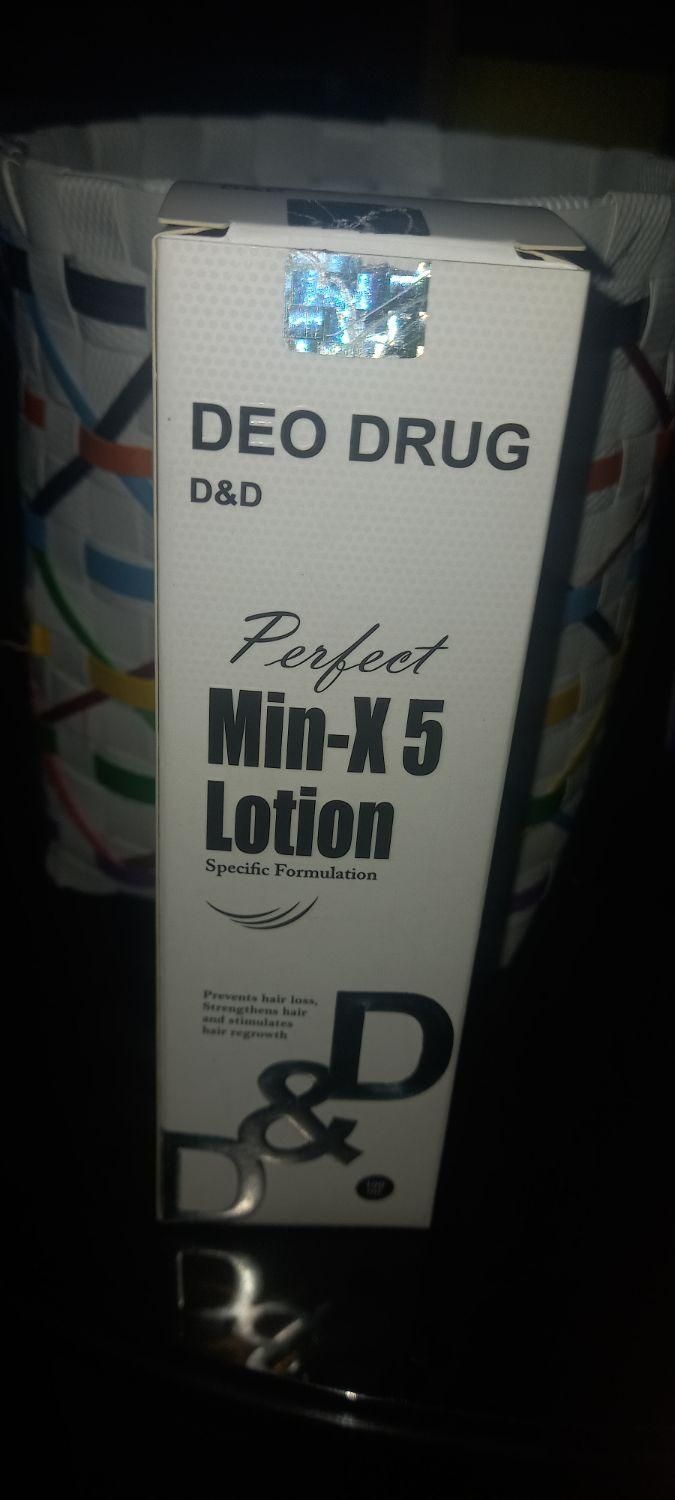 DEO DRUG
D&D
Perfect
Min-X 5
Lotion
Specific Formulation
Prevents hair loss,
Strengthens hair
and stimulates
hair regrowth
D
&
D